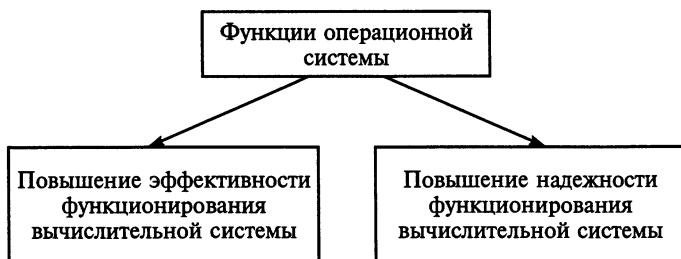 Функции операционной
системы
Повышение эффективности
функционирования
вычислительной системы
Повышение надежности
функционирования
вычислительной системы